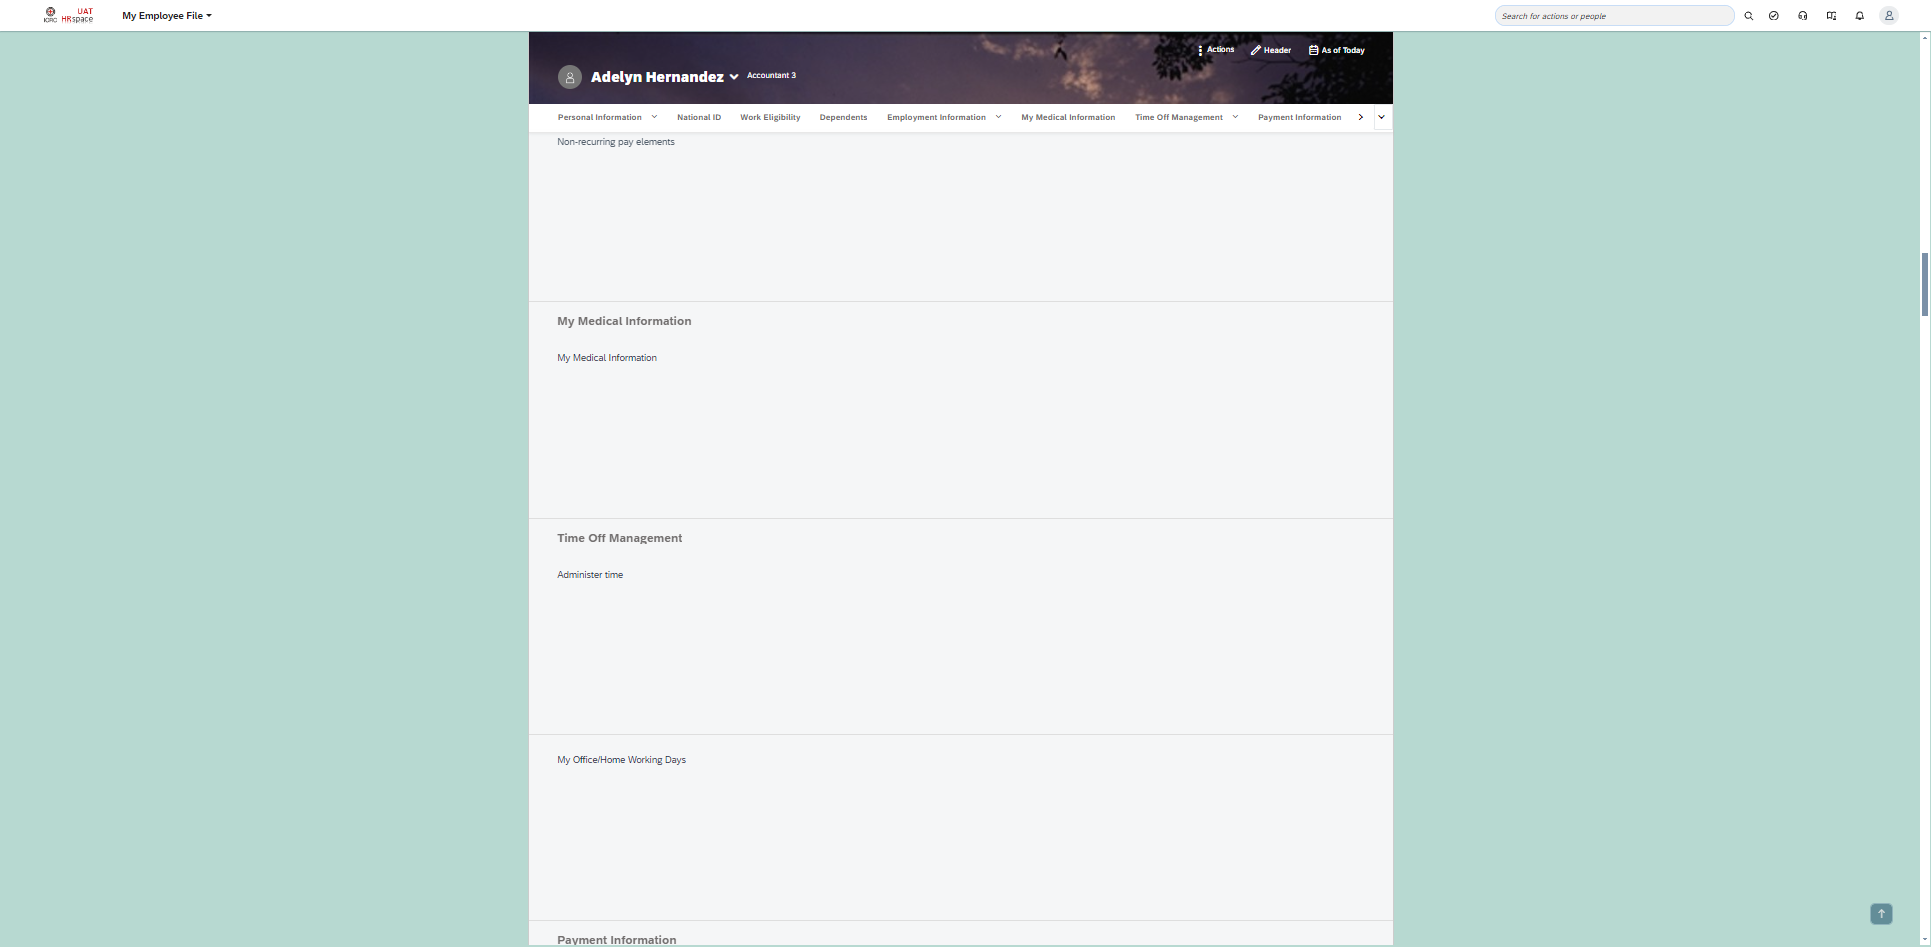 ICRC
UAT
HRspace
My Employee File
Search for actions or people
Actions
Header
As of Today
Adelyn Hernandez
Accountant 3
Personal Information
National ID
Work Eligibility
Dependents
Employment Information
My Medical Information
Time Off Management
Payment Information
Non-recurring pay elements
My Medical Information
My Medical Information
Time Off Management
Administer time
My Office/Home Working Days
Payment Information